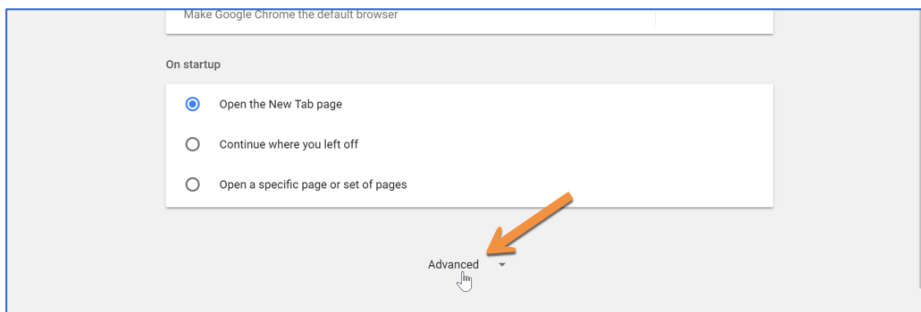 Make Google Chrome the default browser
On startup
Open the New Tab page
Continue where you left off
Open a specific page or set of pages
Advanced